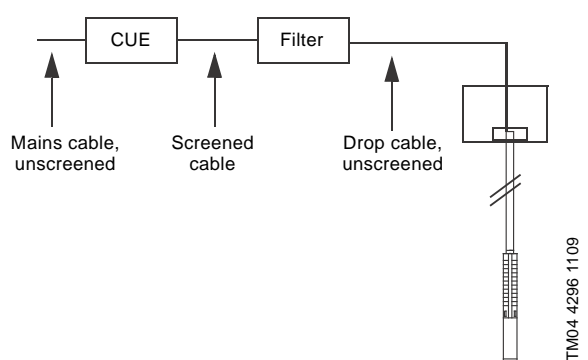 CUE
Filter
Mains cable,
unscreened
Screened
cable
Drop cable,
unscreened
TM04 4296 1109